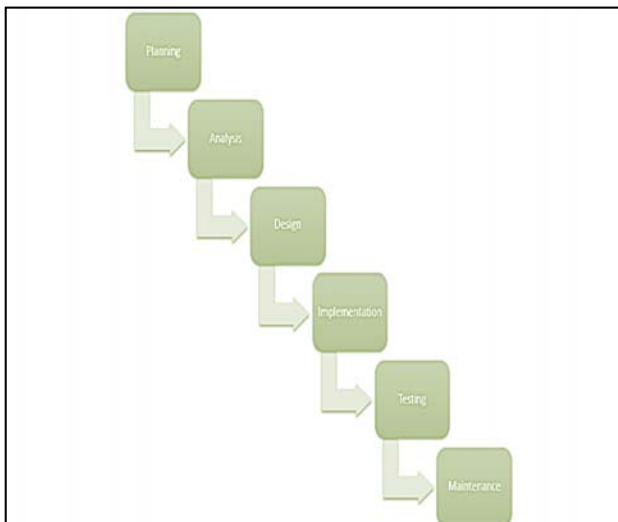 Planning
Analysis
Design
Implementation
Testing
Maintenance